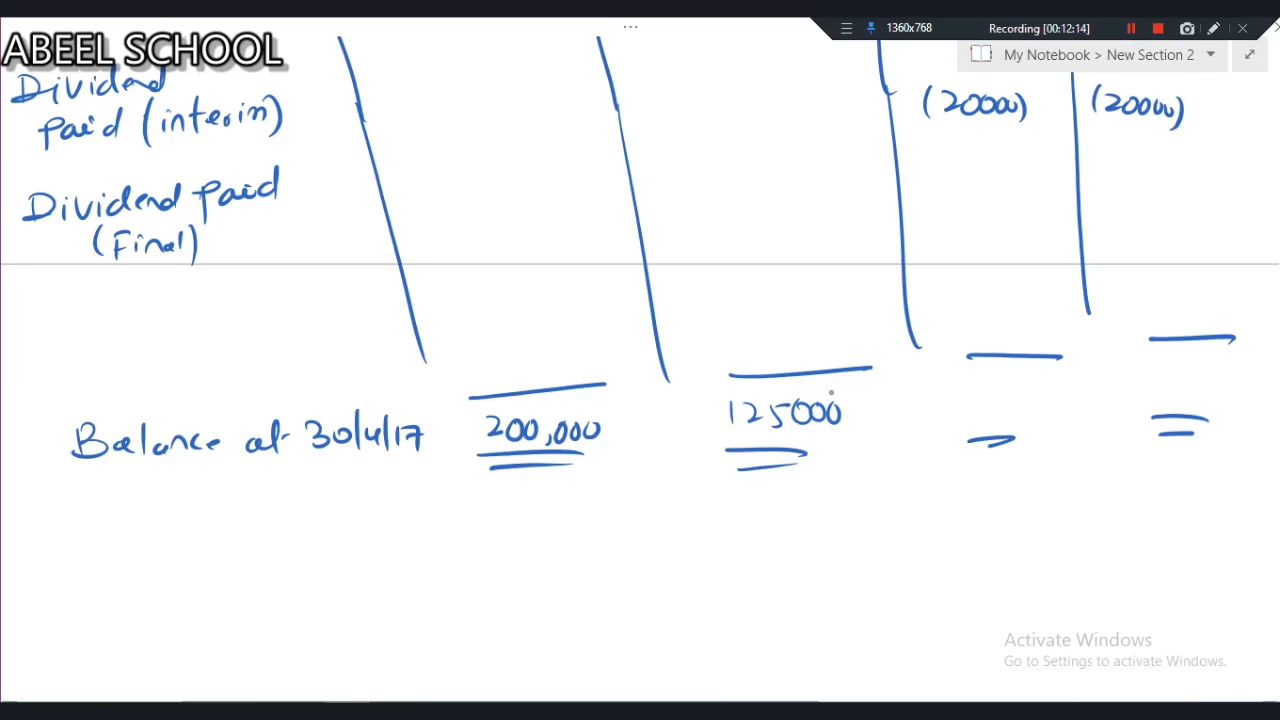 ABEEL SCHOOL
1360x768
Recording [00:12:14]
My Notebook > New Section 2
Dividend
Paid (interim)
(20000)
(20000)
Dividend Paid
(Final)
Balance at 30/4/17
200,000
125000
Activate Windows
Go to Settings to activate Windows.